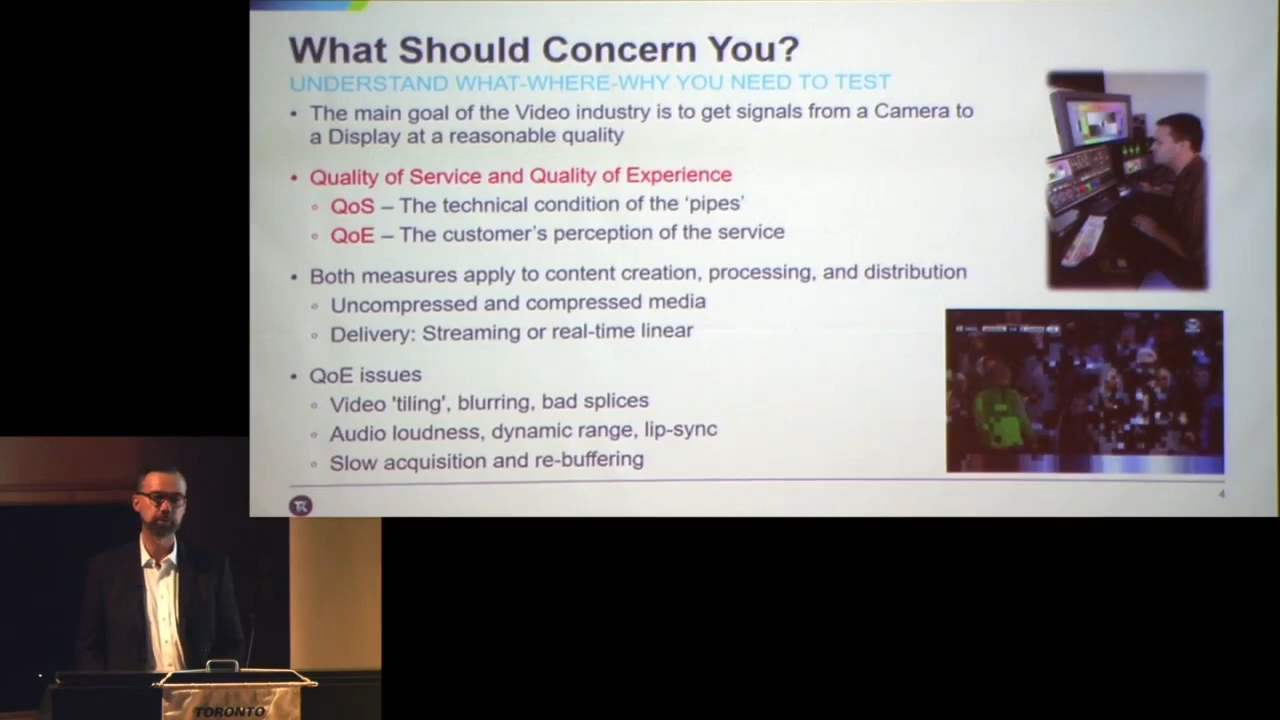 What Should Concern You?
UNDERSTAND WHAT-WHERE-WHY YOU NEED TO TEST
• The main goal of the Video industry is to get signals from a Camera to
a Display at a reasonable quality
• Quality of Service and Quality of Experience
◦ QoS – The technical condition of the ‘pipes’
◦ QoE – The customer’s perception of the service
• Both measures apply to content creation, processing, and distribution
◦ Uncompressed and compressed media
◦ Delivery: Streaming or real-time linear
• QoE issues
◦ Video 'tiling', blurring, bad splices
◦ Audio loudness, dynamic range, lip-sync
◦ Slow acquisition and re-buffering
4
TORONTO